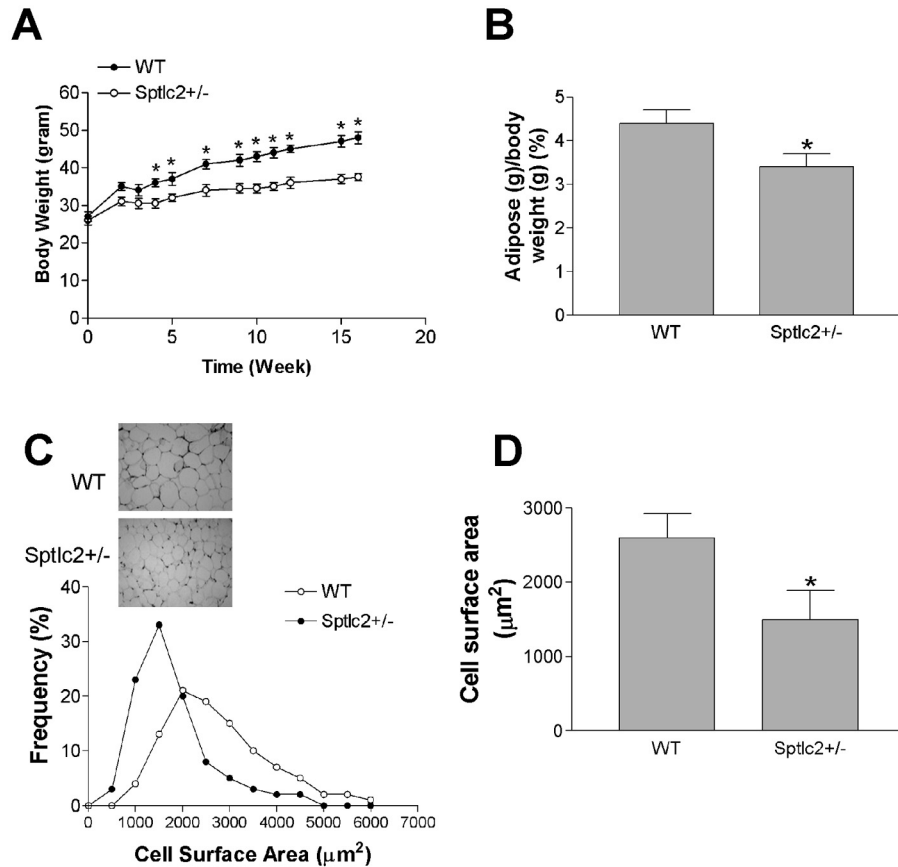 A
WT
Sptlc2+/-
Body Weight (gram)
60
50
40
30
20
10
0
* * * * * * * * * *
0 5 10 15 20
Time (Week)
B
Adipose (g)/body
weight (g) (%)
5
4
3
2
1
0
*
WT Sptlc2+/-
C
WT
Sptlc2+/-
WT
Sptlc2+/-
Frequency (%)
40
30
20
10
0
0 1000 2000 3000 4000 5000 6000 7000
Cell Surface Area (μm²)
D
Cell surface area
(μm²)
3000
2000
1000
0
*
WT Sptlc2+/-